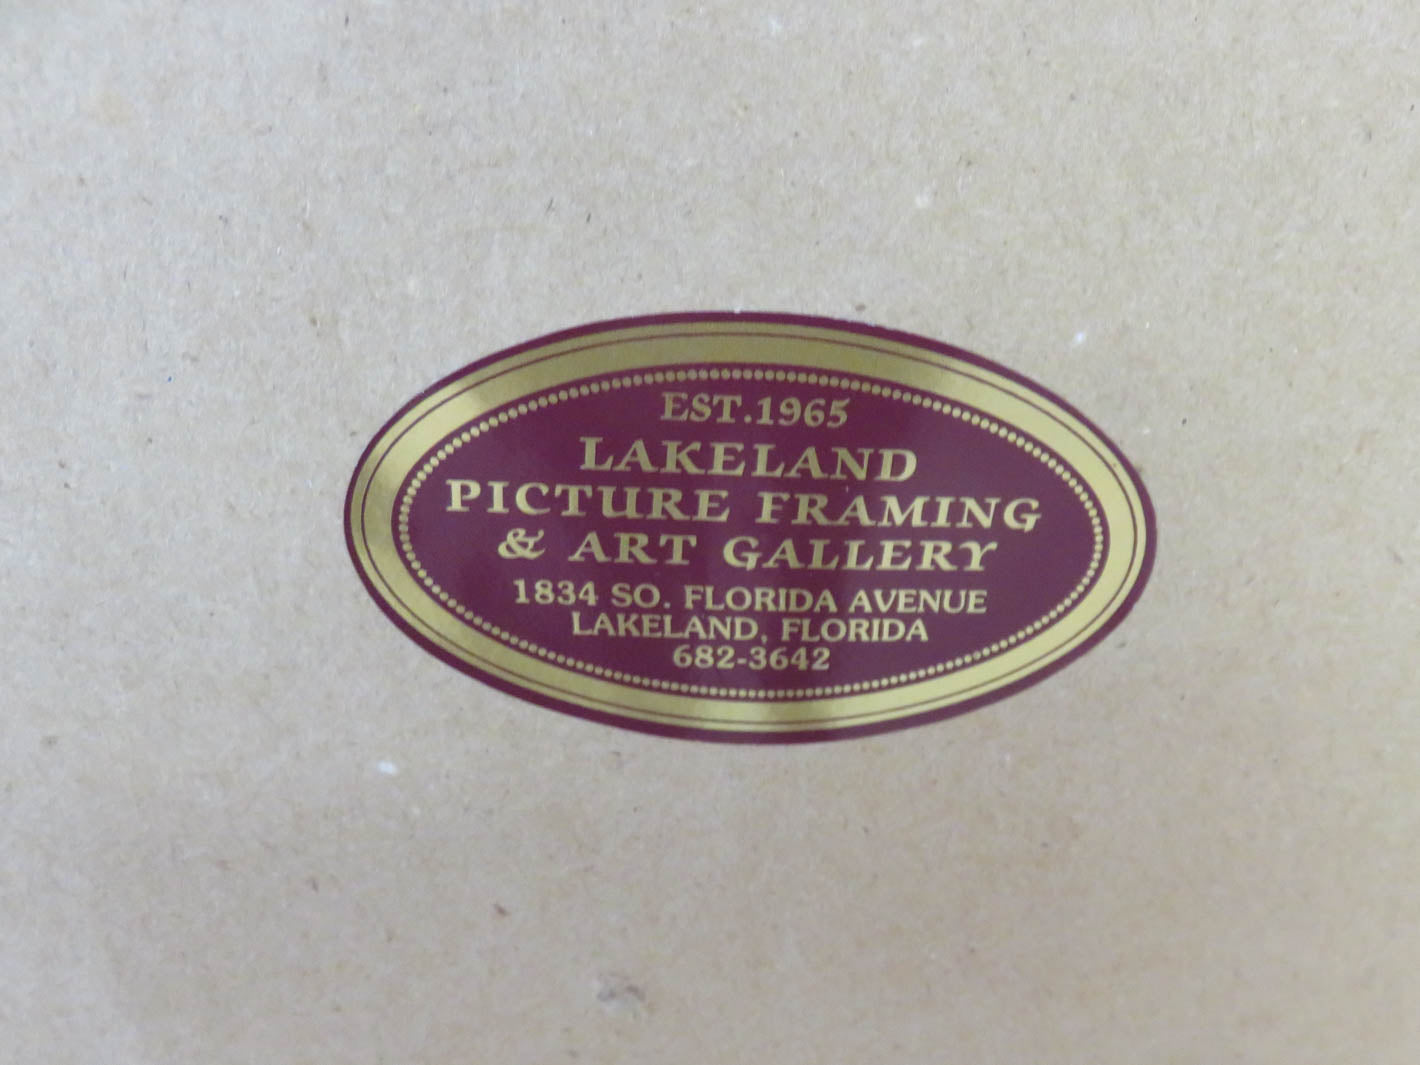 EST.1965
LAKELAND
PICTURE FRAMING
& ART GALLERY
1834 SO. FLORIDA AVENUE
LAKELAND, FLORIDA
682-3642